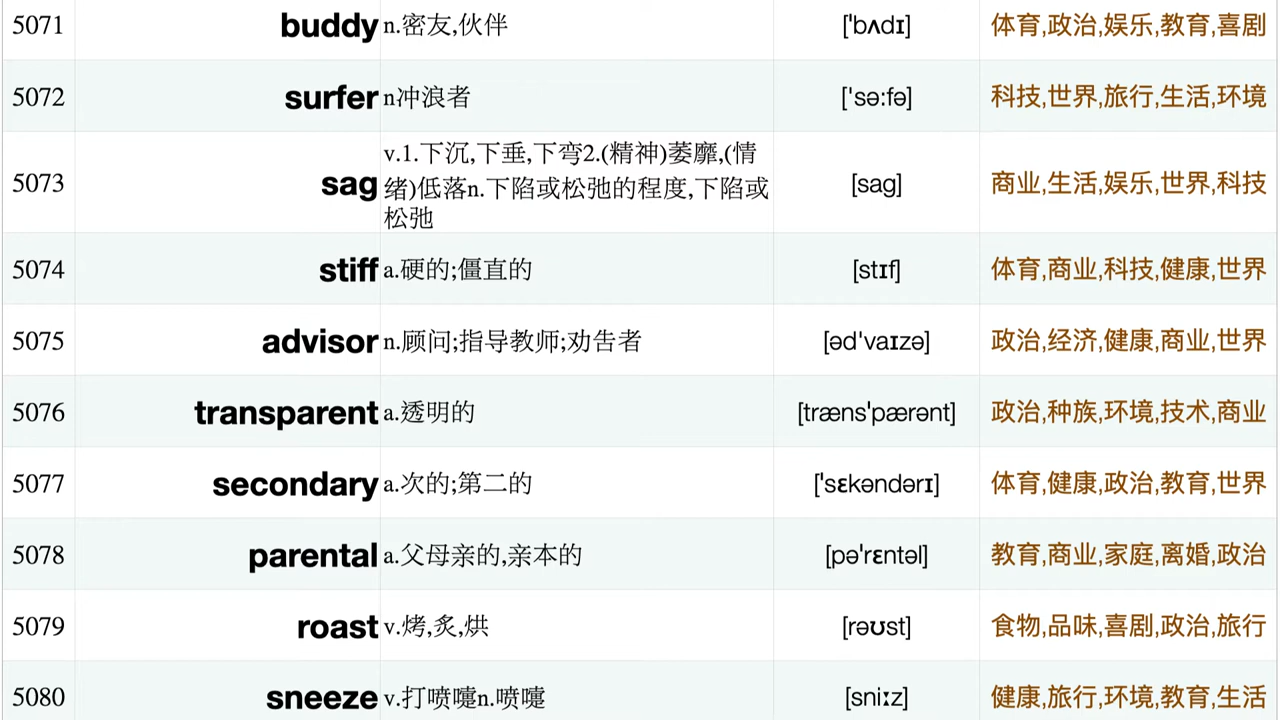 5071 buddy n.密友,伙伴 ['bʌdɪ] 体育,政治,娱乐,教育,喜剧
5072 surfer n冲浪者 ['sə:fə] 科技,世界,旅行,生活,环境
5073 sag v.1.下沉,下垂,下弯2.(精神)萎靡,(情
绪)低落n.下陷或松弛的程度,下陷或
松弛 [sag] 商业,生活,娱乐,世界,科技
5074 stiff a.硬的;僵直的 [stɪf] 体育,商业,科技,健康,世界
5075 advisor n.顾问;指导教师;劝告者 [əd'vaɪzə] 政治,经济,健康,商业,世界
5076 transparent a.透明的 [træns'pærənt] 政治,种族,环境,技术,商业
5077 secondary a.次的;第二的 ['sɛkəndərɪ] 体育,健康,政治,教育,世界
5078 parental a.父母亲的,亲本的 [pə'rɛntəl] 教育,商业,家庭,离婚,政治
5079 roast v.烤,炙,烘 [rəʊst] 食物,品味,喜剧,政治,旅行
5080 sneeze v.打喷嚏n.喷嚏 [sniːz] 健康,旅行,环境,教育,生活